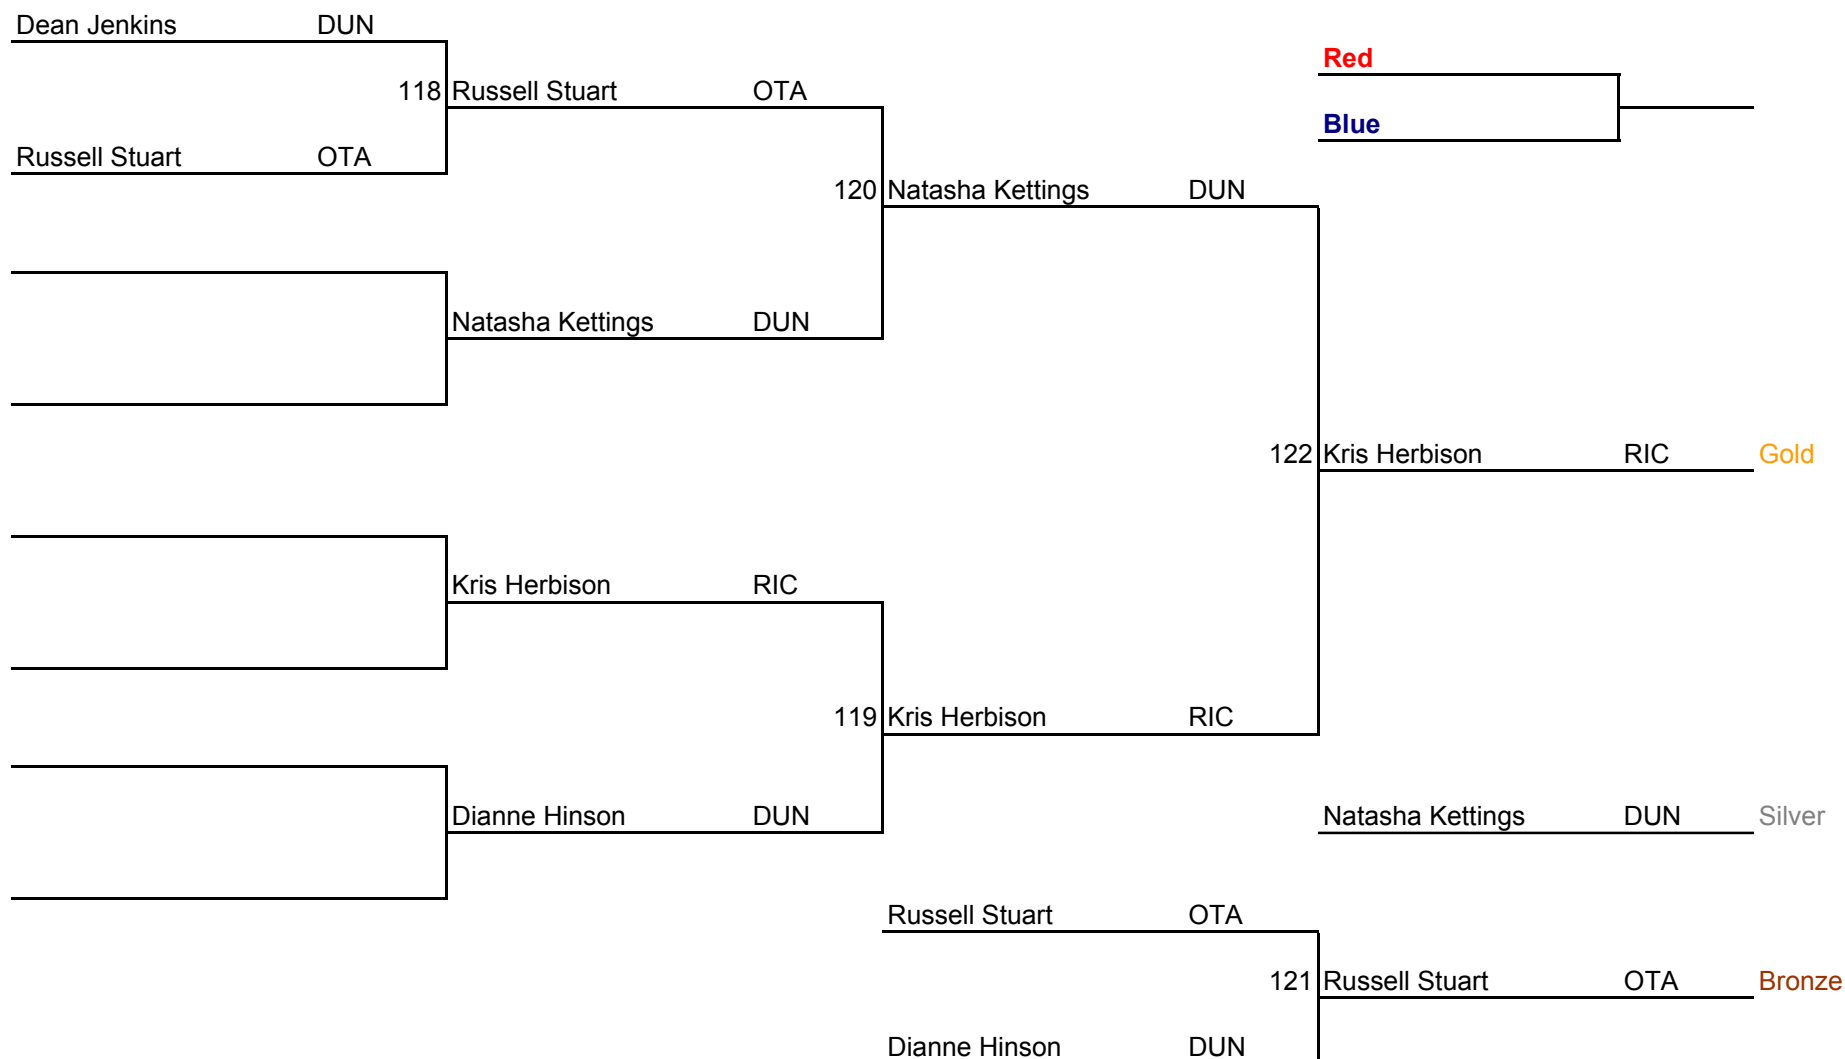 Dean Jenkins DUN
Red
118 Russell Stuart OTA
Blue
Russell Stuart OTA
120 Natasha Kettings DUN
Natasha Kettings DUN
122 Kris Herbison RIC Gold
Kris Herbison RIC
119 Kris Herbison RIC
Dianne Hinson DUN
Natasha Kettings DUN Silver
Russell Stuart OTA
121 Russell Stuart OTA Bronze
Dianne Hinson DUN